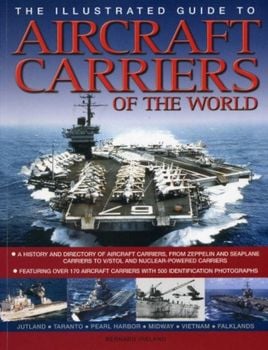 THE ILLUSTRATED GUIDE TO
AIRCRAFT
CARRIERS
OF THE WORLD
● A HISTORY AND DIRECTORY OF AIRCRAFT CARRIERS, FROM ZEPPELIN AND SEAPLANE
CARRIERS TO V/STOL AND NUCLEAR-POWERED CARRIERS
● FEATURING OVER 170 AIRCRAFT CARRIERS WITH 500 IDENTIFICATION PHOTOGRAPHS
JUTLAND • TARANTO • PEARL HARBOR • MIDWAY • VIETNAM • FALKLANDS
BERNARD IRELAND